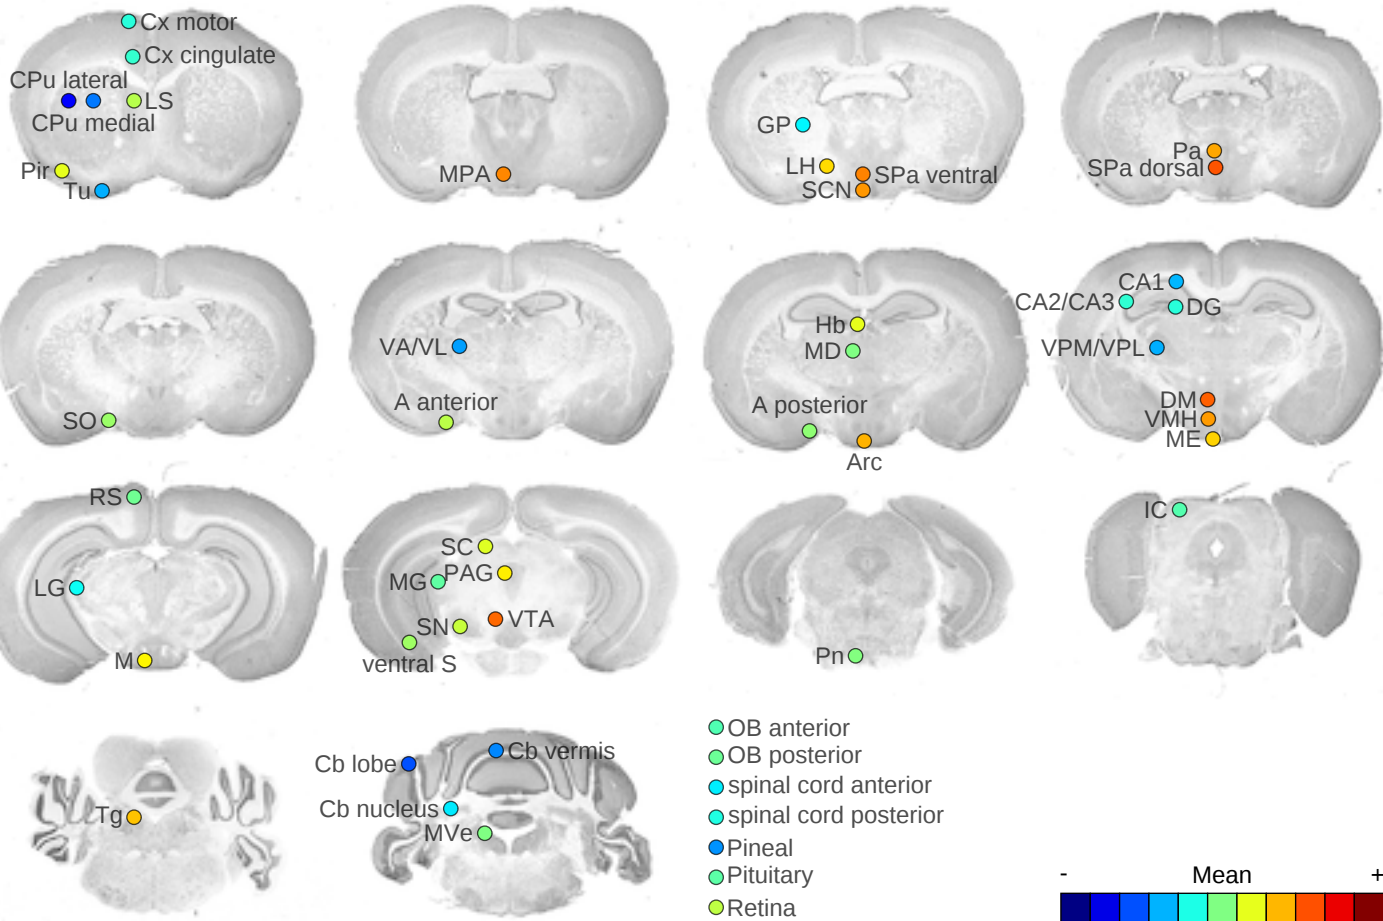 Cx motor
Cx cingulate
CPu lateral
LS
CPu medial
Pir
Tu
MPA
GP
LH
SPa ventral
SCN
Pa
SPa dorsal
SO
VA/VL
A anterior
Hb
MD
A posterior
Arc
CA1
CA2/CA3
DG
VPM/VPL
DM
VMH
ME
RS
LG
M
SC
MG
PAG
SN
VTA
ventral S
Pn
IC
Tg
Cb lobe
Cb vermis
Cb nucleus
MVe
OB anterior
OB posterior
spinal cord anterior
spinal cord posterior
Pineal
Pituitary
Retina
- Mean +